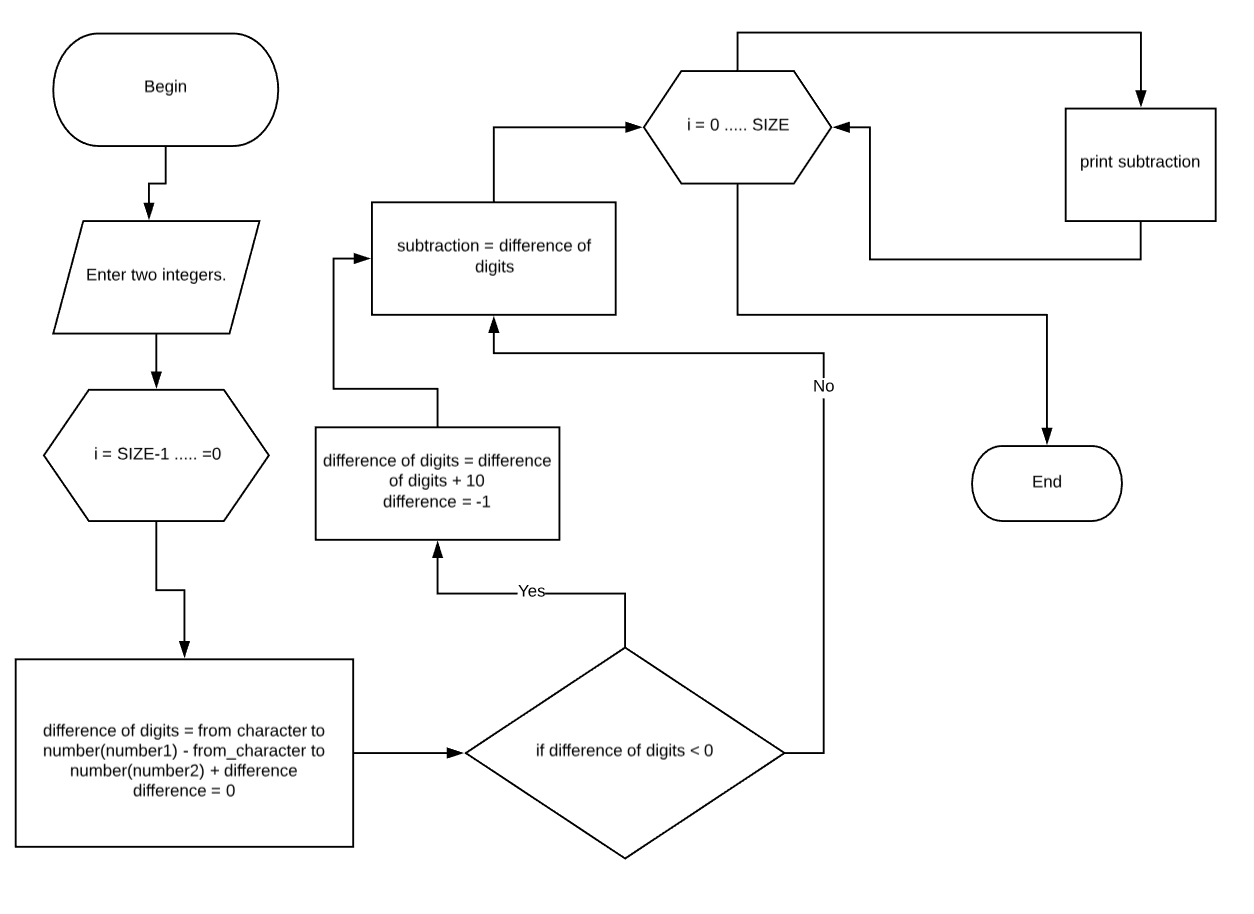 Begin
Enter two integers.
i = SIZE-1 ..... =0
difference of digits = from character to
number(number1) - from_character to
number(number2) + difference
difference = 0
if difference of digits < 0
Yes
difference of digits = difference
of digits + 10
difference = -1
No
subtraction = difference of
digits
i = 0 ..... SIZE
print subtraction
End